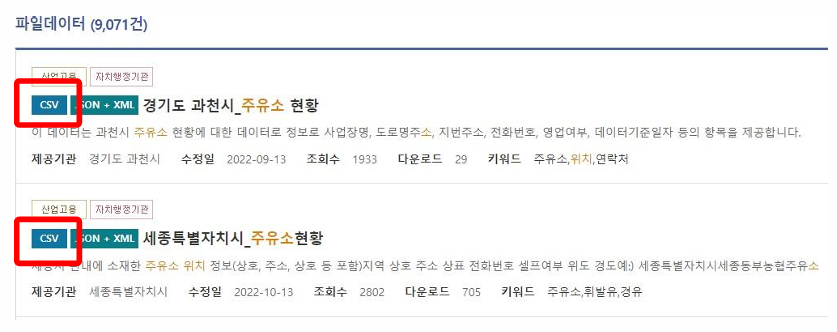 파일데이터 (9,071건)
산업고용 자치행정기관
CSV JSON + XML 경기도 과천시_주유소 현황
이 데이터는 과천시 주유소 현황에 대한 데이터로 정보로 사업장명, 도로명주소, 지번주소, 전화번호, 영업여부, 데이터기준일자 등의 항목을 제공합니다.
제공기관 경기도 과천시 수정일 2022-09-13 조회수 1933 다운로드 29 키워드 주유소,위치,연락처
산업고용 자치행정기관
CSV JSON + XML 세종특별자치시_주유소현황
관내에 소재한 주유소 위치 정보(상호, 주소, 상호 등 포함)지역 상호 주소 상표 전화번호 셀프여부 위도 경도예:) 세종특별자치시세종동부농협주유소
제공기관 세종특별자치시 수정일 2022-10-13 조회수 2802 다운로드 705 키워드 주유소,휘발유,경유